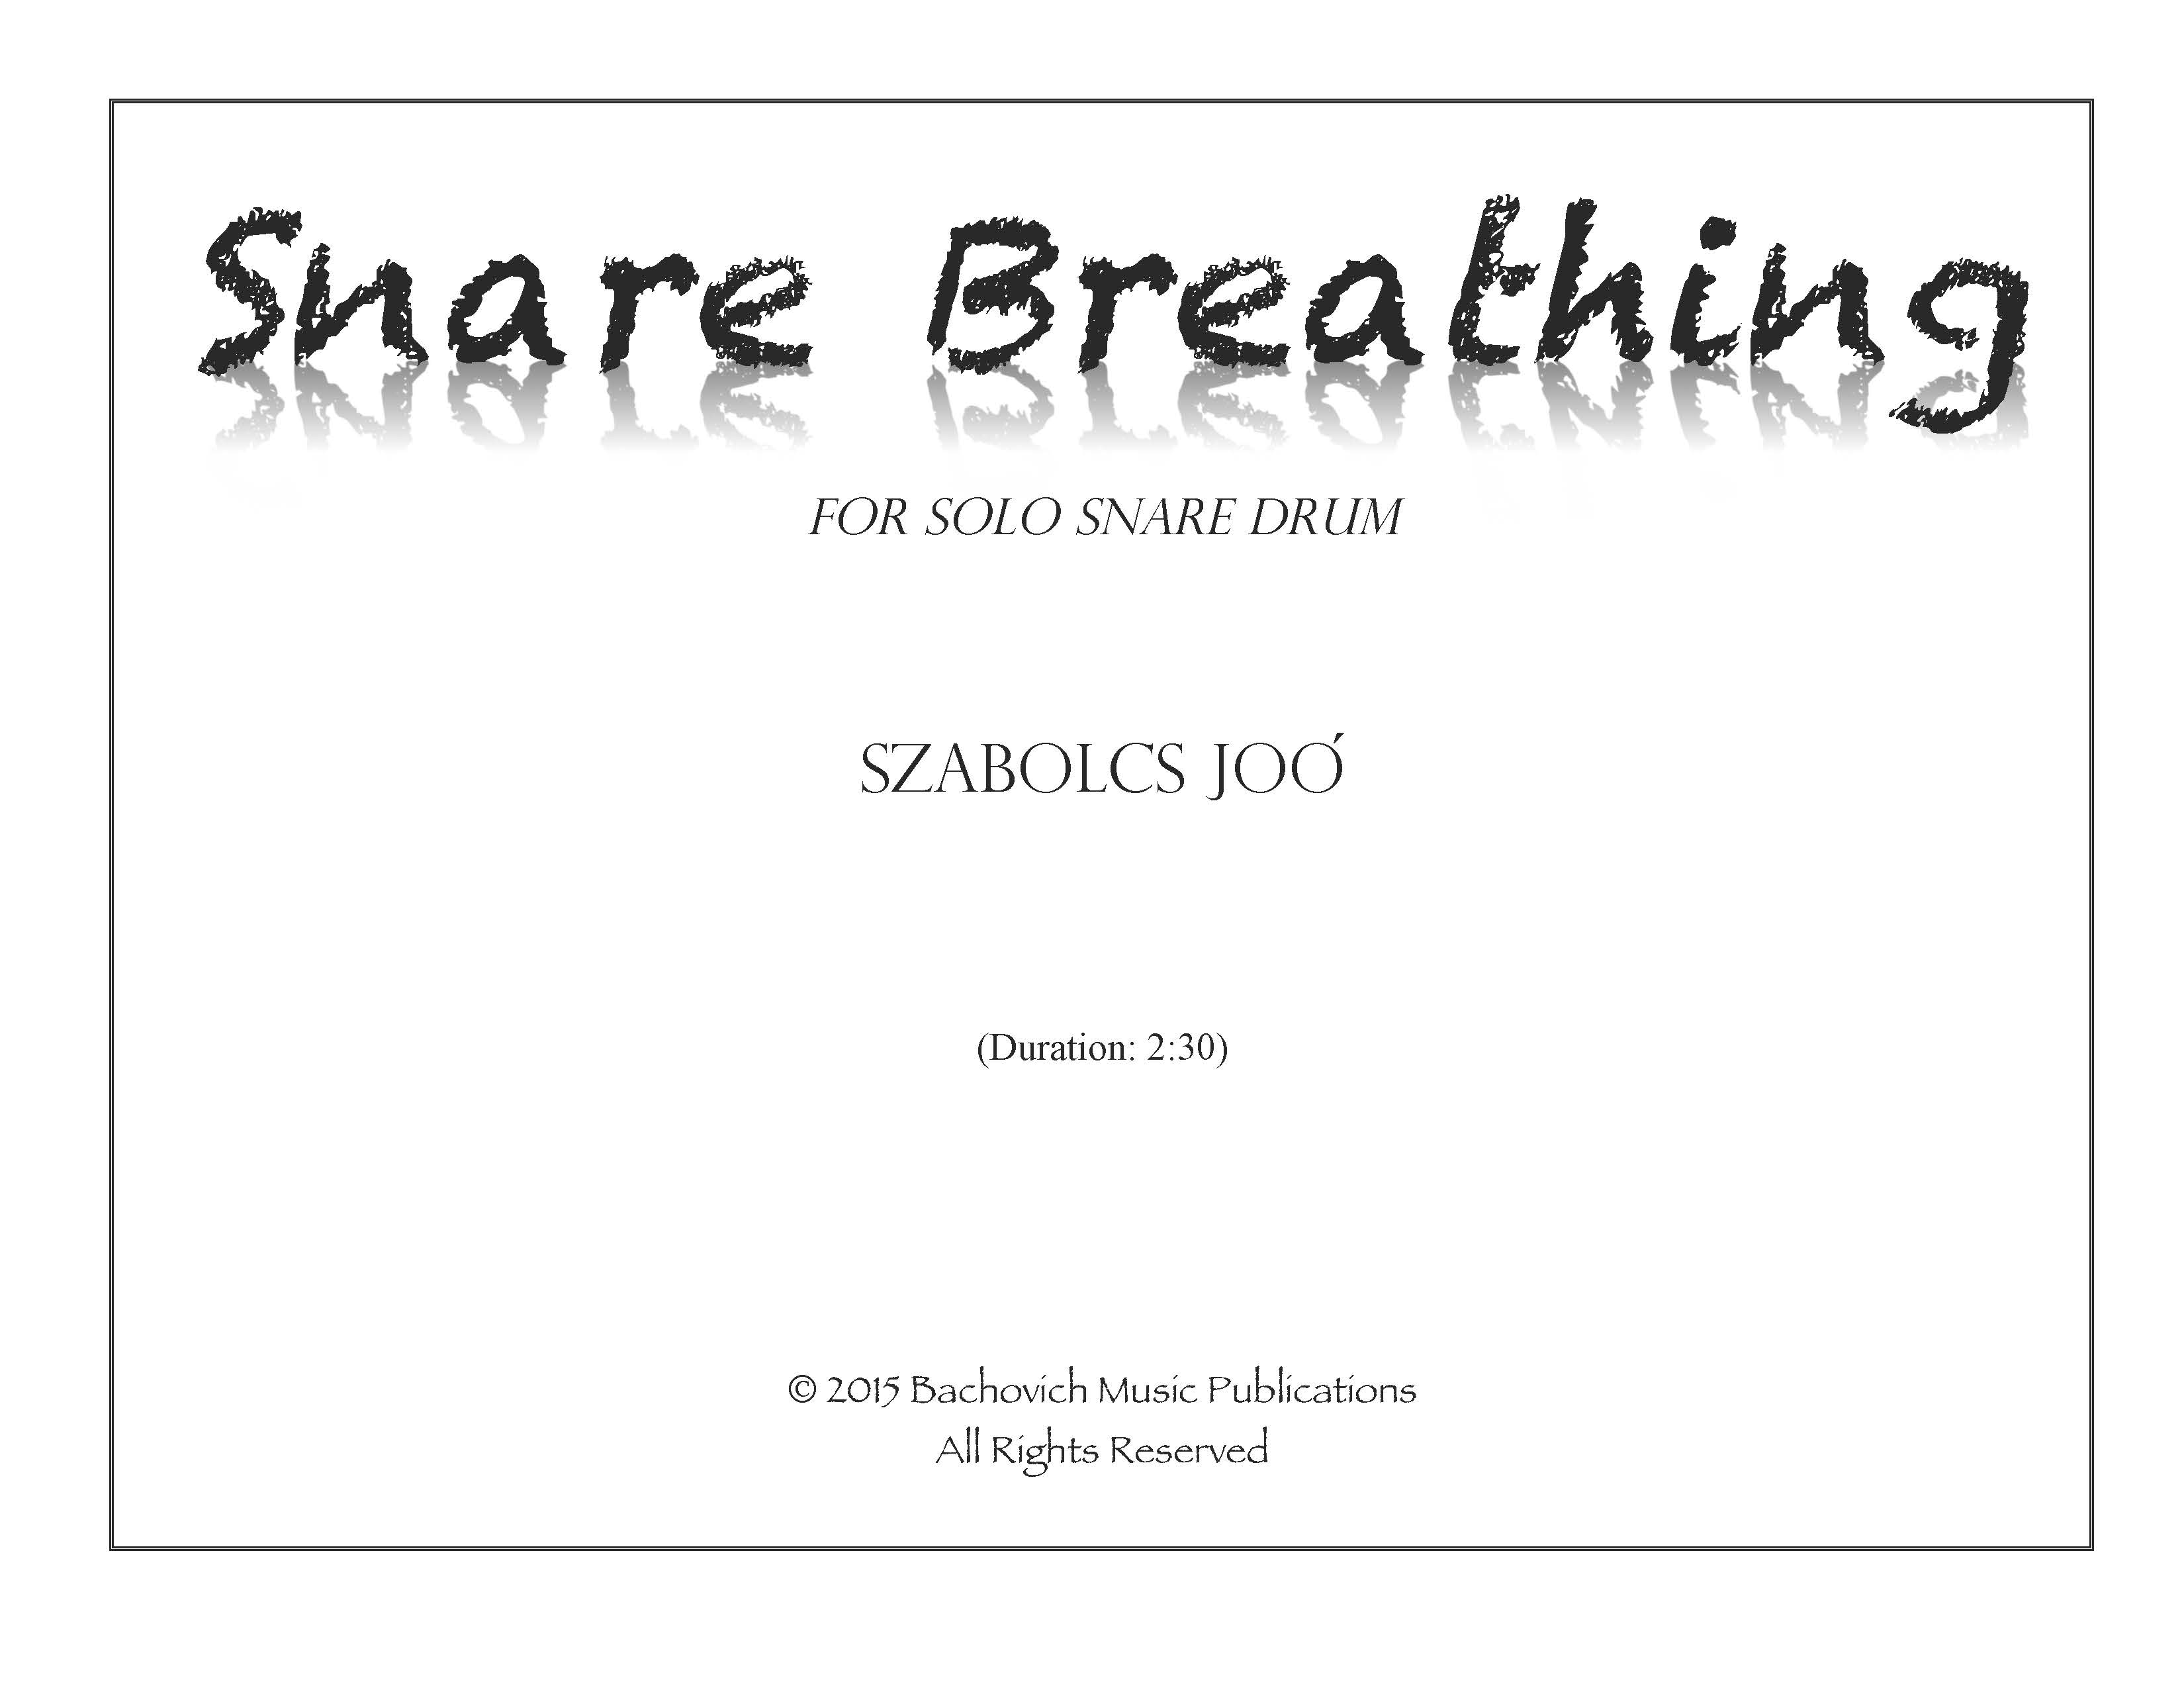 Snare Breathing
FOR SOLO SNARE DRUM
SZABOLCS JOÓ
(Duration: 2:30)
© 2015 Bachovich Music Publications
All Rights Reserved